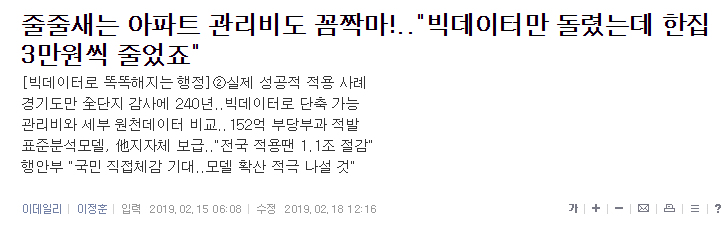 줄줄새는 아파트 관리비도 꼼짝마!.."빅데이터만 돌렸는데 한집
3만원씩 줄었죠"
[빅데이터로 똑똑해지는 행정]②실제 성공적 적용 사례
경기도만 全단지 감사에 240년..빅데이터로 단축 가능
관리비와 세부 원천데이터 비교..152억 부당부과 적발
표준분석모델, 他지자체 보급.."전국 적용땐 1.1조 절감"
행안부 "국민 직접체감 기대..모델 확산 적극 나설 것"
이데일리 | 이정훈 | 입력 2019.02.15 06:08 | 수정 2019.02.18 12:16 가 | + | - | | | | ?